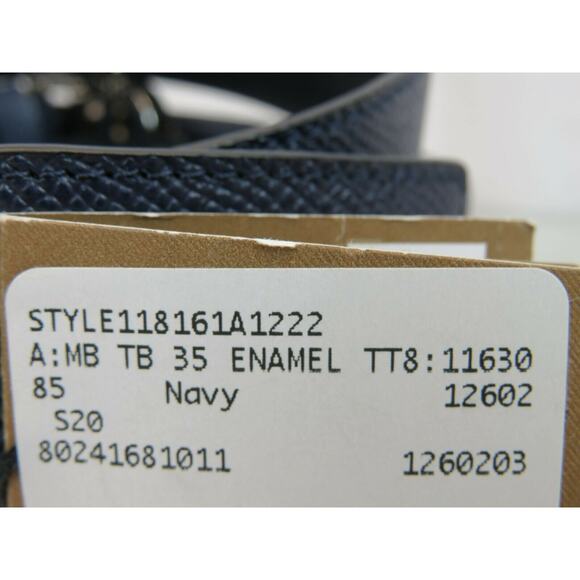 STYLE118161A1222
A:MB TB 35 ENAMEL TT8:11630
85 Navy 12602
S20
80241681011 1260203